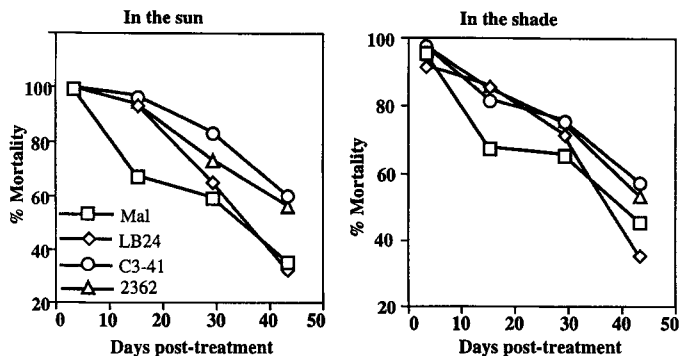 In the sun
100
80
60
40
20
% Mortality
Mal
LB24
C3-41
2362
0 10 20 30 40 50
Days post-treatment
In the shade
100
80
60
40
20
% Mortality
0 10 20 30 40 50
Days post-treatment